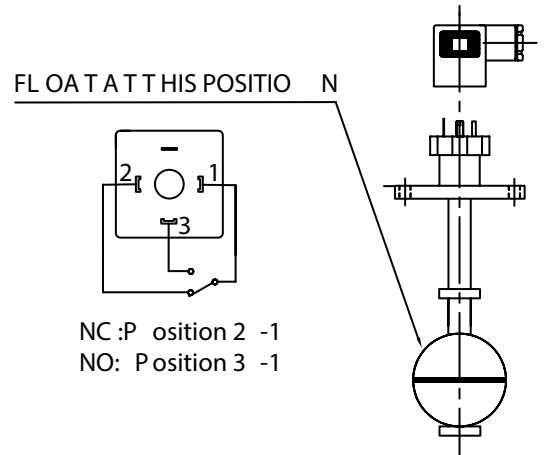 FL OA T A T T HIS POSITIO N
2 1
3
NC :P osition 2 -1
NO: P osition 3 -1